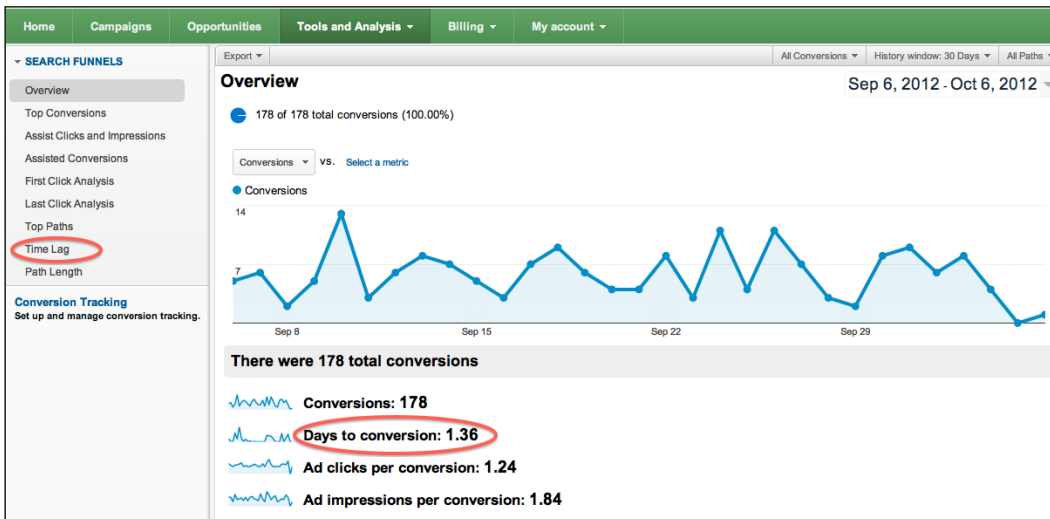 Home Campaigns Opportunities Tools and Analysis Billing My account
SEARCH FUNNELS
Overview
Top Conversions
Assist Clicks and Impressions
Assisted Conversions
First Click Analysis
Last Click Analysis
Top Paths
Time Lag
Path Length
Conversion Tracking
Set up and manage conversion tracking.
Export All Conversions History window: 30 Days All Paths
Overview
Sep 6, 2012 - Oct 6, 2012
178 of 178 total conversions (100.00%)
Conversions VS. Select a metric
Conversions
14
7
Sep 8 Sep 15 Sep 22 Sep 29
There were 178 total conversions
Conversions: 178
Days to conversion: 1.36
Ad clicks per conversion: 1.24
Ad impressions per conversion: 1.84